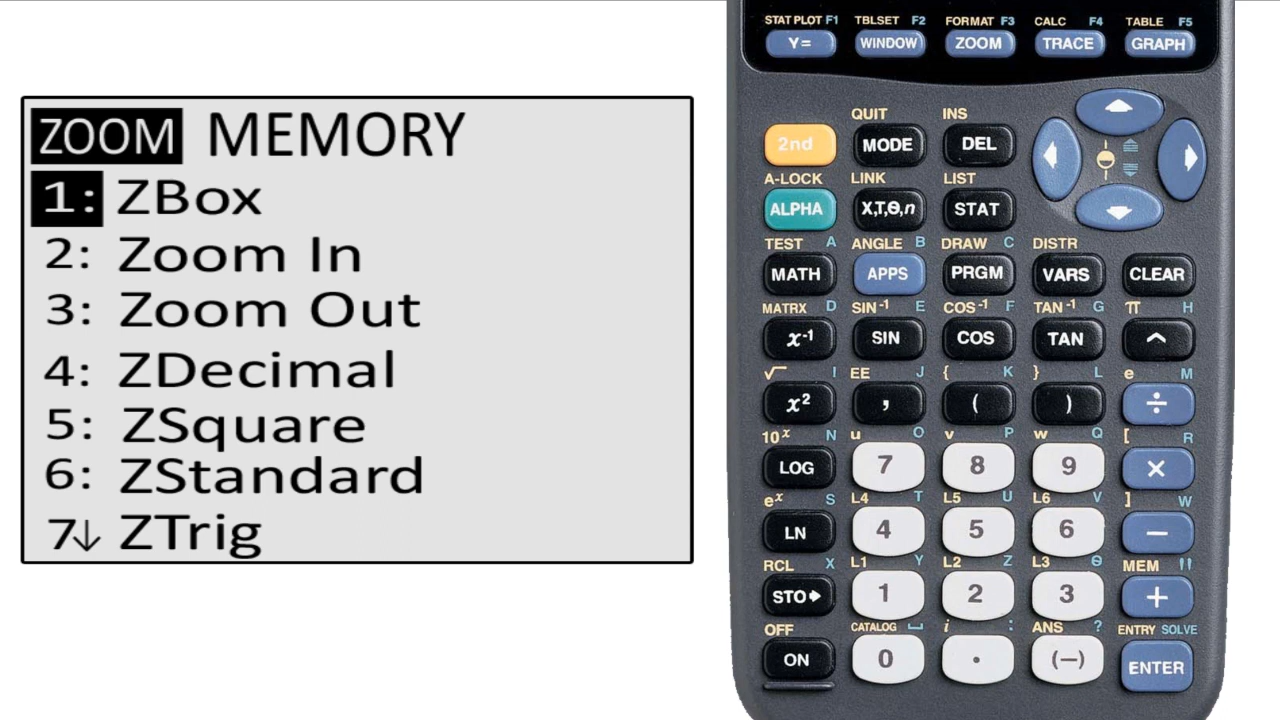 ZOOM MEMORY
1: ZBox
2: Zoom In
3: Zoom Out
4: ZDecimal
5: ZSquare
6: ZStandard
7↓ ZTrig
STAT PLOT F1 TBLSET F2 FORMAT F3 CALC F4 TABLE F5
Y= WINDOW ZOOM TRACE GRAPH
QUIT INS
2nd MODE DEL
A-LOCK LINK LIST
ALPHA X,T,Θ,n STAT
TEST A ANGLE B DRAW C DISTR
MATH APPS PRGM VARS CLEAR
MATRX D SIN⁻¹ E COS⁻¹ F TAN⁻¹ G π H
x⁻¹ SIN COS TAN ^
√ I EE J { K } L e M
x² , ( ) ÷
10ˣ N u O v P w Q [ R
LOG 7 8 9 ×
eˣ S L4 T L5 U L6 V ] W
LN 4 5 6 −
RCL X L1 Y L2 Z L3 Θ MEM "
STO➧ 1 2 3 +
OFF CATALOG ⎵ i : ANS ? ENTRY SOLVE
ON 0 . (−) ENTER